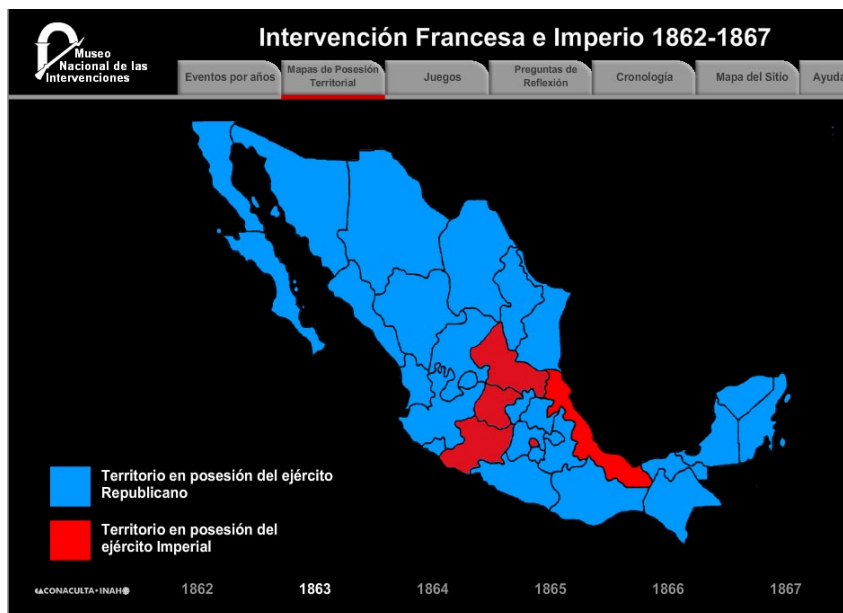 Museo
Nacional de las
Intervenciones
Intervención Francesa e Imperio 1862-1867
Eventos por años
Mapas de Posesión
Territorial
Juegos
Preguntas de
Reflexión
Cronología
Mapa del Sitio
Ayuda
Territorio en posesión del ejército
Republicano
Territorio en posesión del
ejército Imperial
CONACULTA·INAH
1862 1863 1864 1865 1866 1867